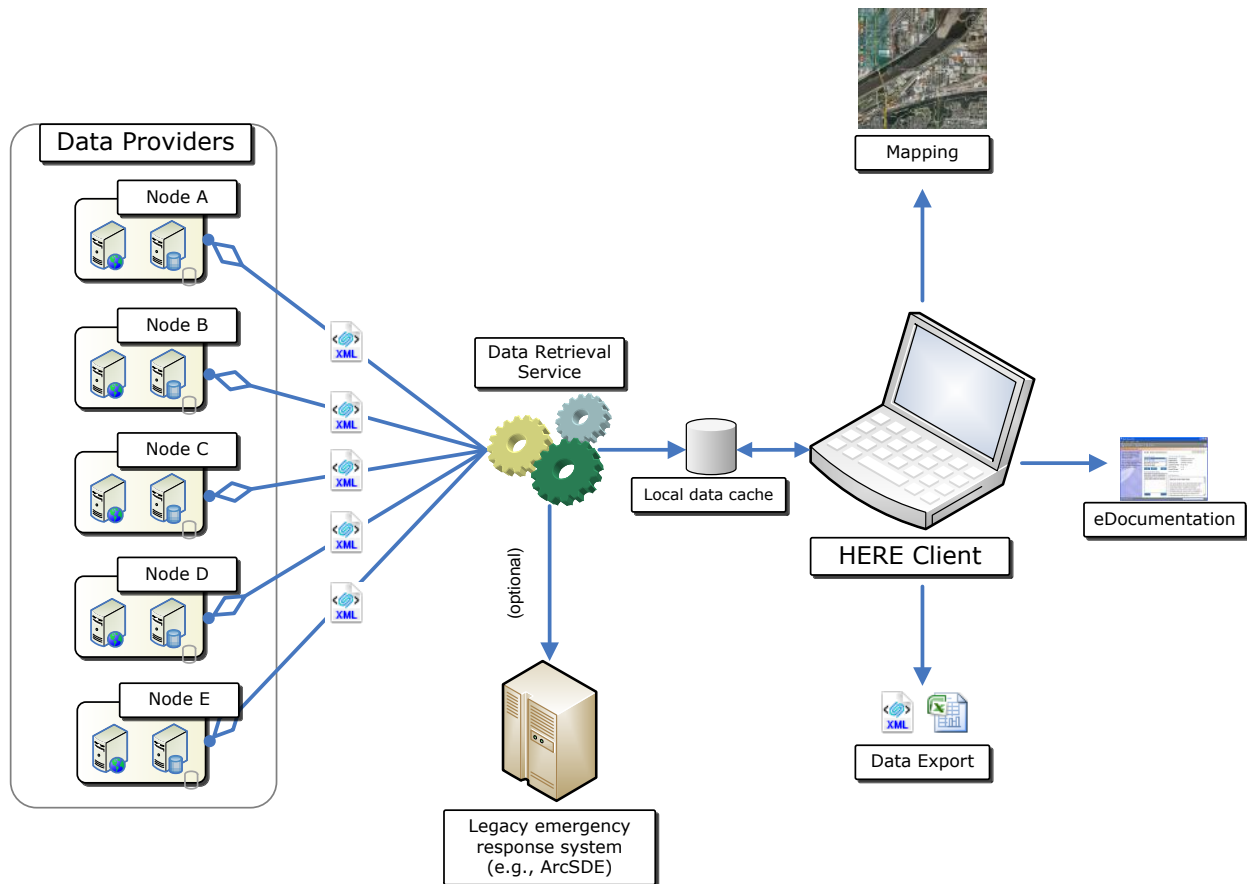 Mapping
Data Providers
Node A
Node B
Node C
Node D
Node E
XML
XML
XML
XML
XML
Data Retrieval
Service
Local data cache
(optional)
HERE Client
eDocumentation
XML
Data Export
Legacy emergency
response system
(e.g., ArcSDE)